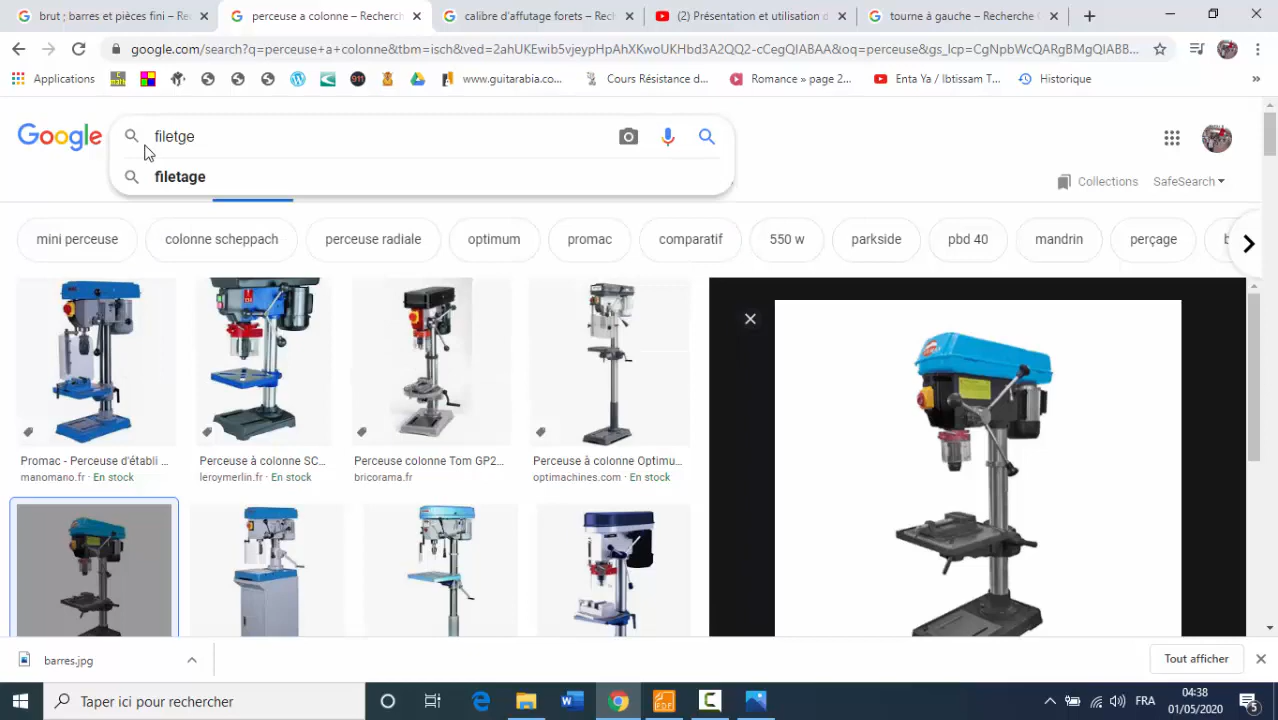 brut ; barres et pièces fini – Recher
perceuse a colonne – Recherch
calibre d'affutage forets – Rech
(2) Présentation et utilisation d
tourne à gauche – Recherche G
google.com/search?q=perceuse+a+colonne&tbm=isch&ved=2ahUKEwib5vjeypHpAhXKwoUKHbd3A2QQ2-cCegQIABAA&oq=perceuse&gs_lcp=CgNpbWcQARgBMgQIABB...
Applications
911
www.guitarabia.co...
Cours Résistance d...
Romance » page 2...
Enta Ya / Ibtissam T...
Historique
»
Google
filetge
filetage
Collections
SafeSearch
mini perceuse
colonne scheppach
perceuse radiale
optimum
promac
comparatif
550 w
parkside
pbd 40
mandrin
perçage
Promac - Perceuse d'établi ...
manomano.fr · En stock
Perceuse à colonne SC...
leroymerlin.fr · En stock
Perceuse colonne Tom GP2...
bricorama.fr
Perceuse à colonne Optimu...
optimachines.com · En stock
barres.jpg
Tout afficher
Taper ici pour rechercher
FRA
04:38
01/05/2020
5